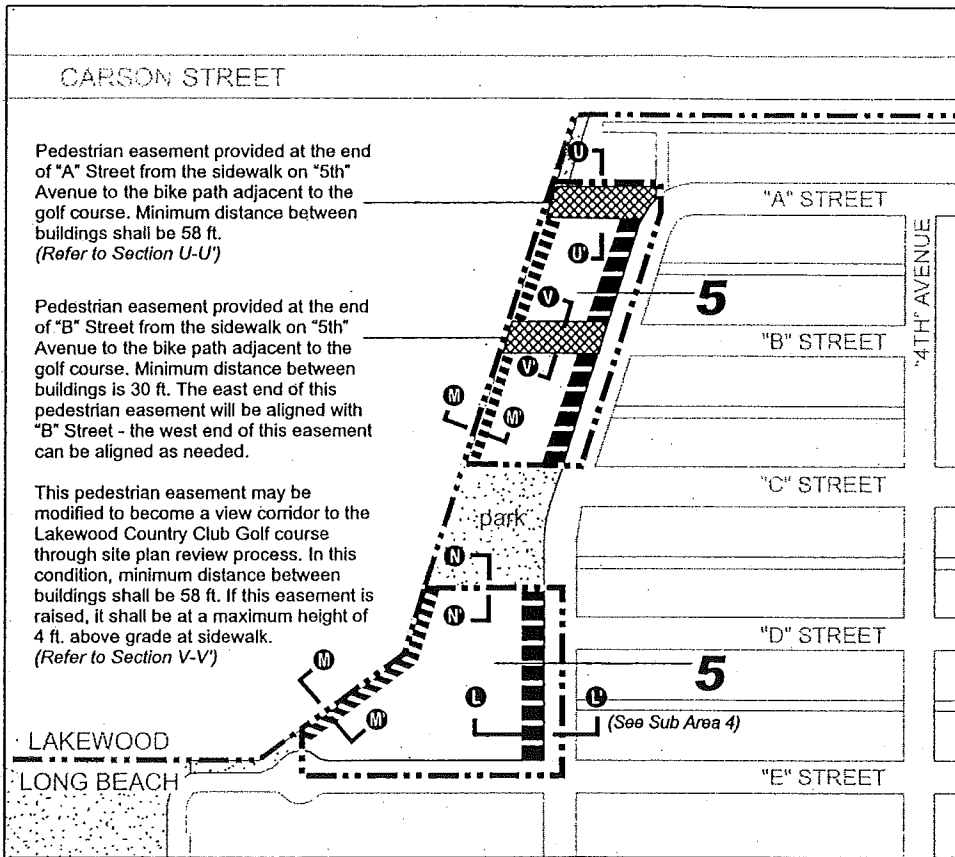 CARSON STREET
Pedestrian easement provided at the end
of "A" Street from the sidewalk on "5th"
Avenue to the bike path adjacent to the
golf course. Minimum distance between
buildings shall be 58 ft.
(Refer to Section U-U')
Pedestrian easement provided at the end
of "B" Street from the sidewalk on "5th"
Avenue to the bike path adjacent to the
golf course. Minimum distance between
buildings is 30 ft. The east end of this
pedestrian easement will be aligned with
"B" Street - the west end of this easement
can be aligned as needed.
This pedestrian easement may be
modified to become a view corridor to the
Lakewood Country Club Golf course
through site plan review process. In this
condition, minimum distance between
buildings shall be 58 ft. If this easement is
raised, it shall be at a maximum height of
4 ft. above grade at sidewalk.
(Refer to Section V-V')
U
"A" STREET
U'
"4TH" AVENUE
5
V
"B" STREET
V'
M
M'
"C" STREET
park
N
N'
"D" STREET
M
5
L
L'
(See Sub Area 4)
M'
LAKEWOOD
LONG BEACH
"E" STREET